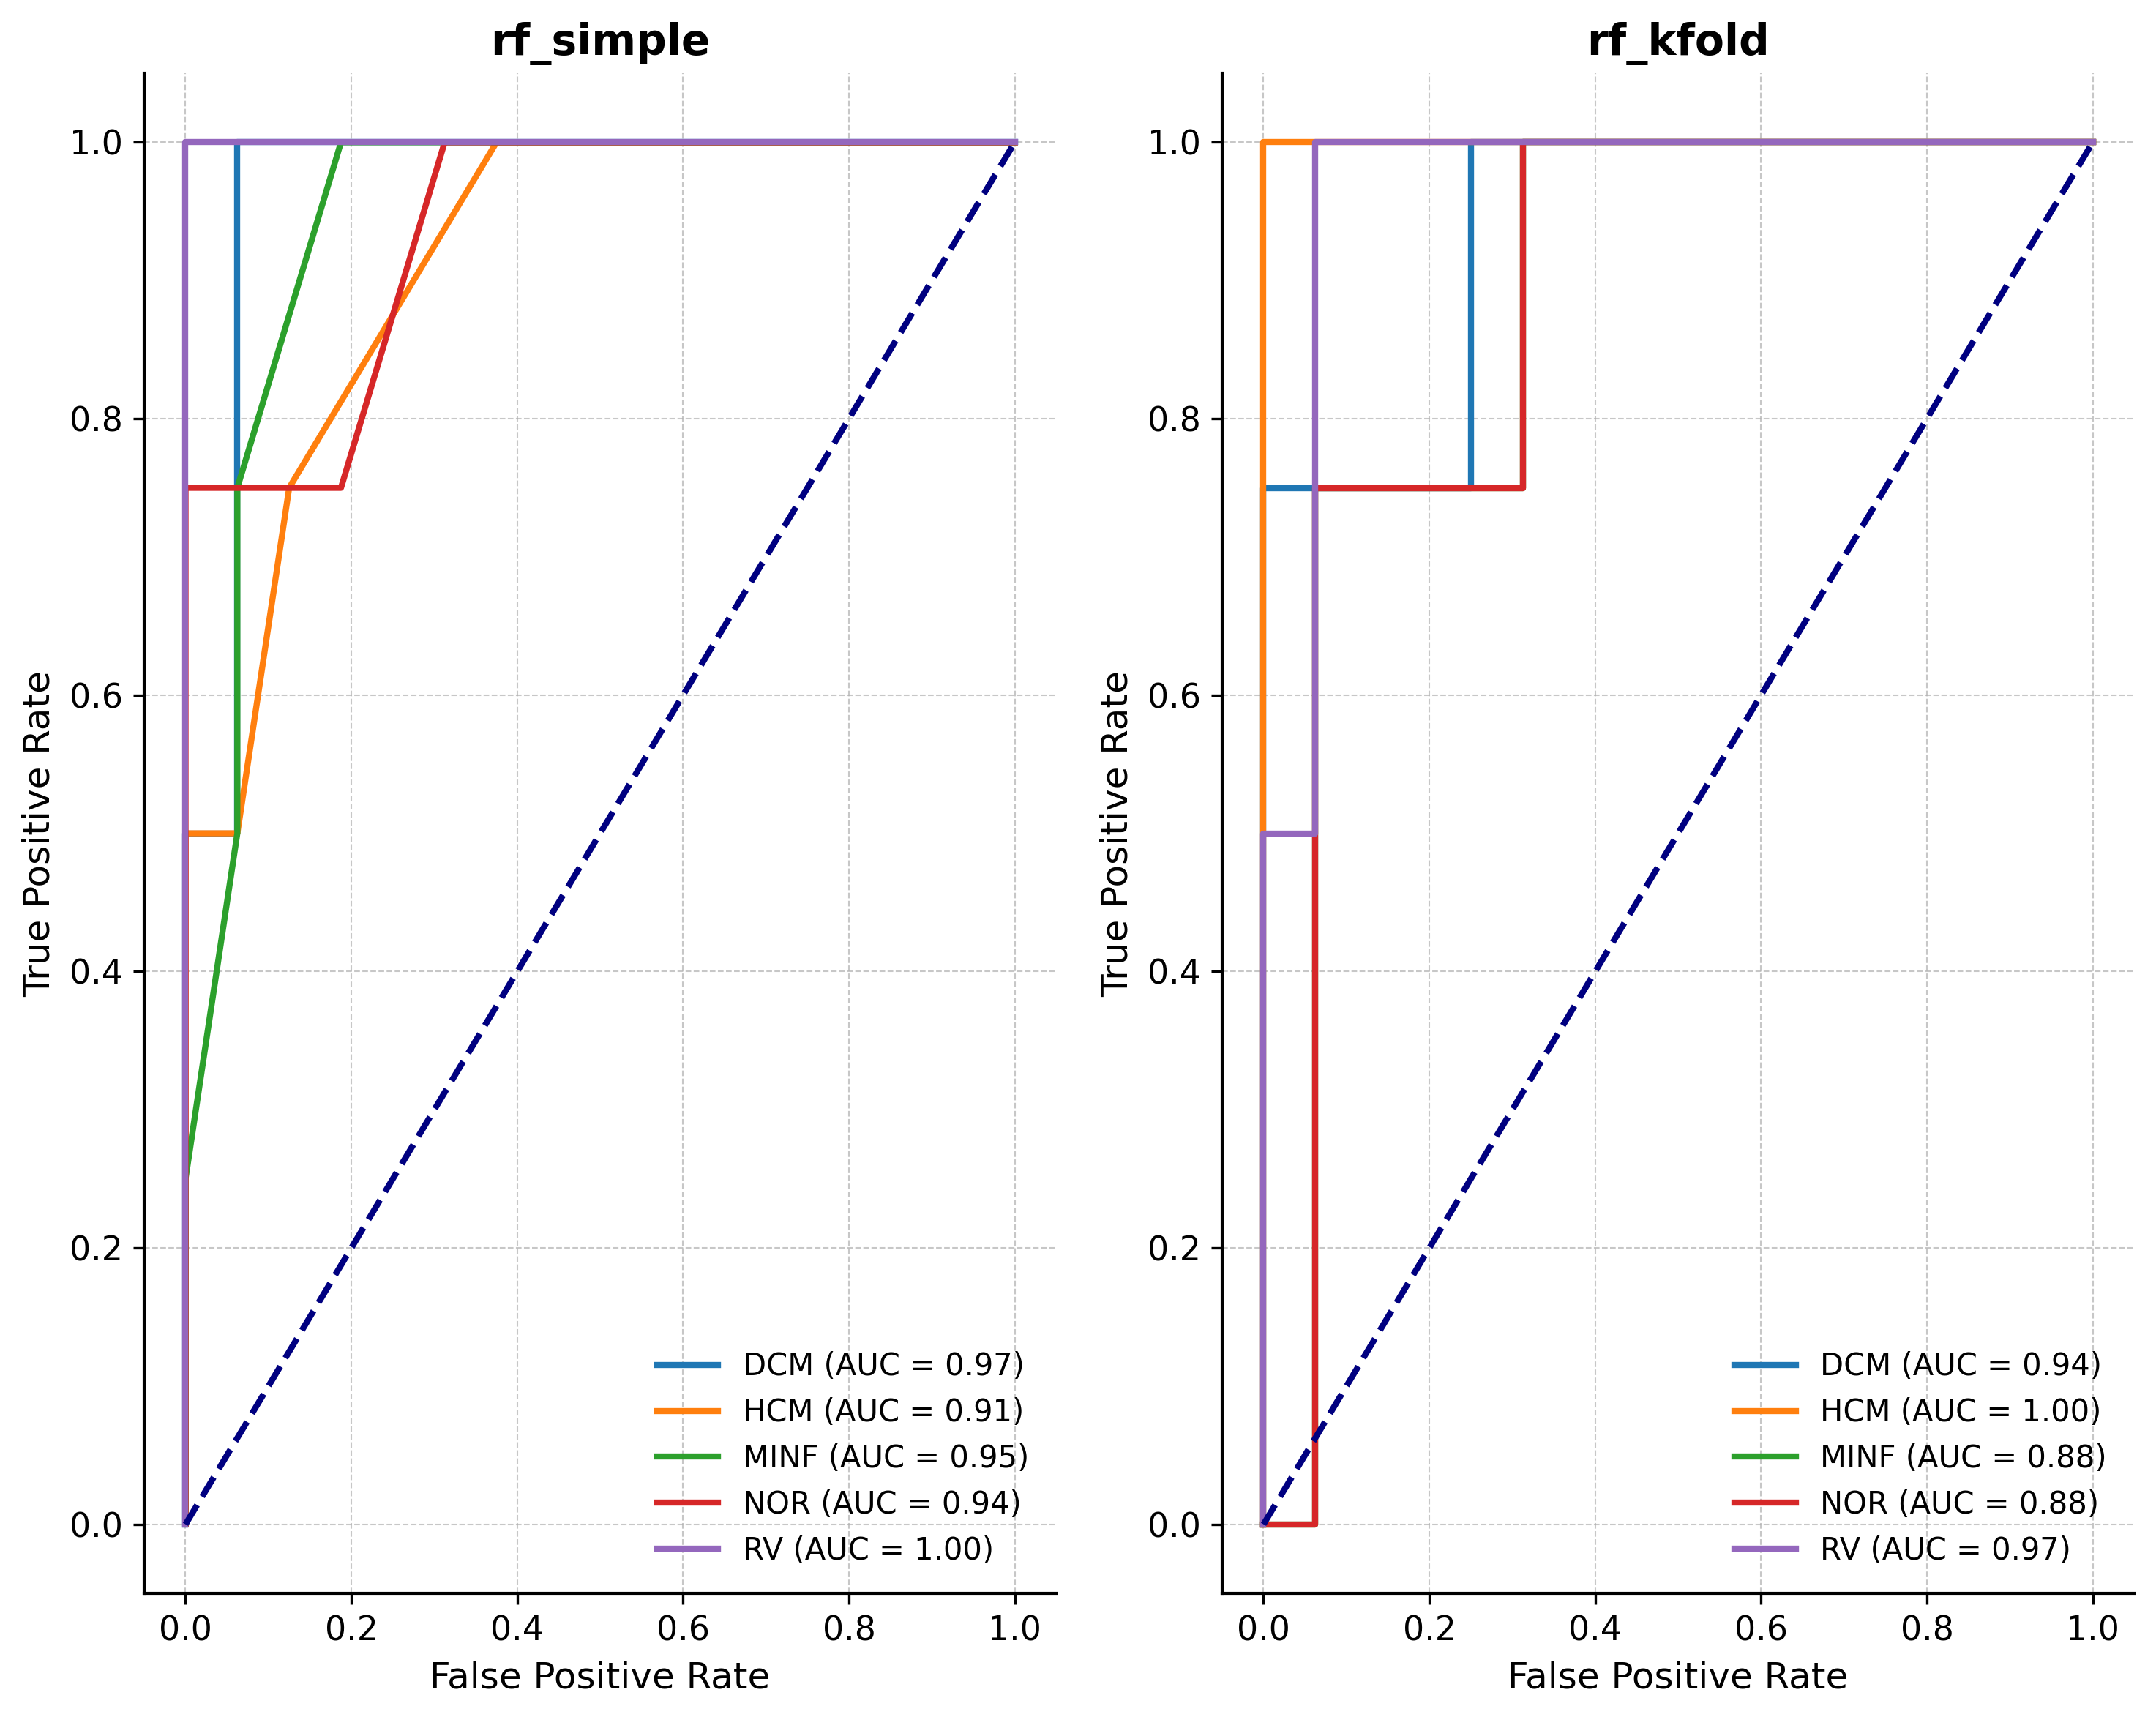 rf_simple
True Positive Rate
1.0
0.8
0.6
0.4
0.2
0.0
DCM (AUC = 0.97)
HCM (AUC = 0.91)
MINF (AUC = 0.95)
NOR (AUC = 0.94)
RV (AUC = 1.00)
0.0 0.2 0.4 0.6 0.8 1.0
False Positive Rate
rf_kfold
True Positive Rate
1.0
0.8
0.6
0.4
0.2
0.0
DCM (AUC = 0.94)
HCM (AUC = 1.00)
MINF (AUC = 0.88)
NOR (AUC = 0.88)
RV (AUC = 0.97)
0.0 0.2 0.4 0.6 0.8 1.0
False Positive Rate